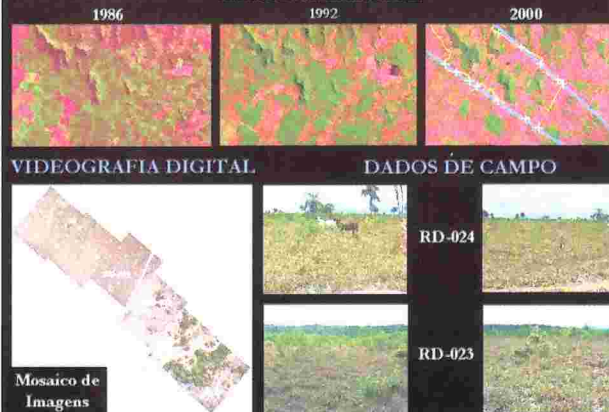 1986
1992
2000
VIDEOGRAFIA DIGITAL
DADOS DE CAMPO
RD-024
RD-023
Mosaico de
Imagens